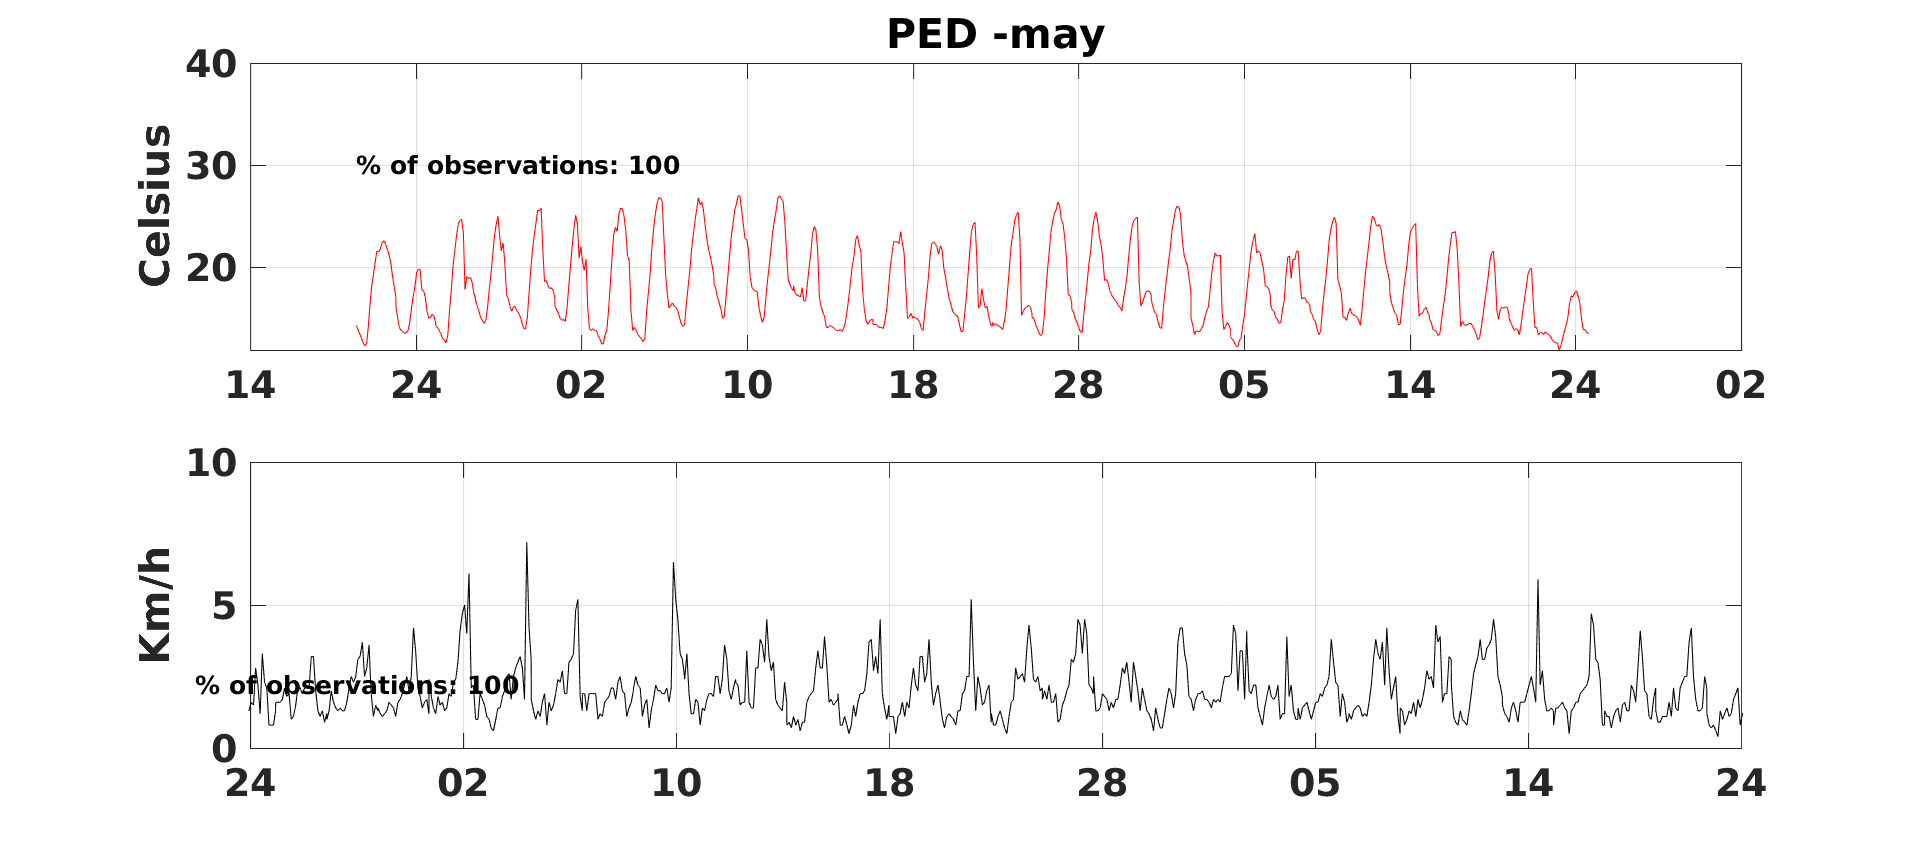 PED -may
Celsius
40
30
20
% of observations: 100
14 24 02 10 18 28 05 14 24 02
Km/h
10
5
0
% of observations: 100
24 02 10 18 28 05 14 24